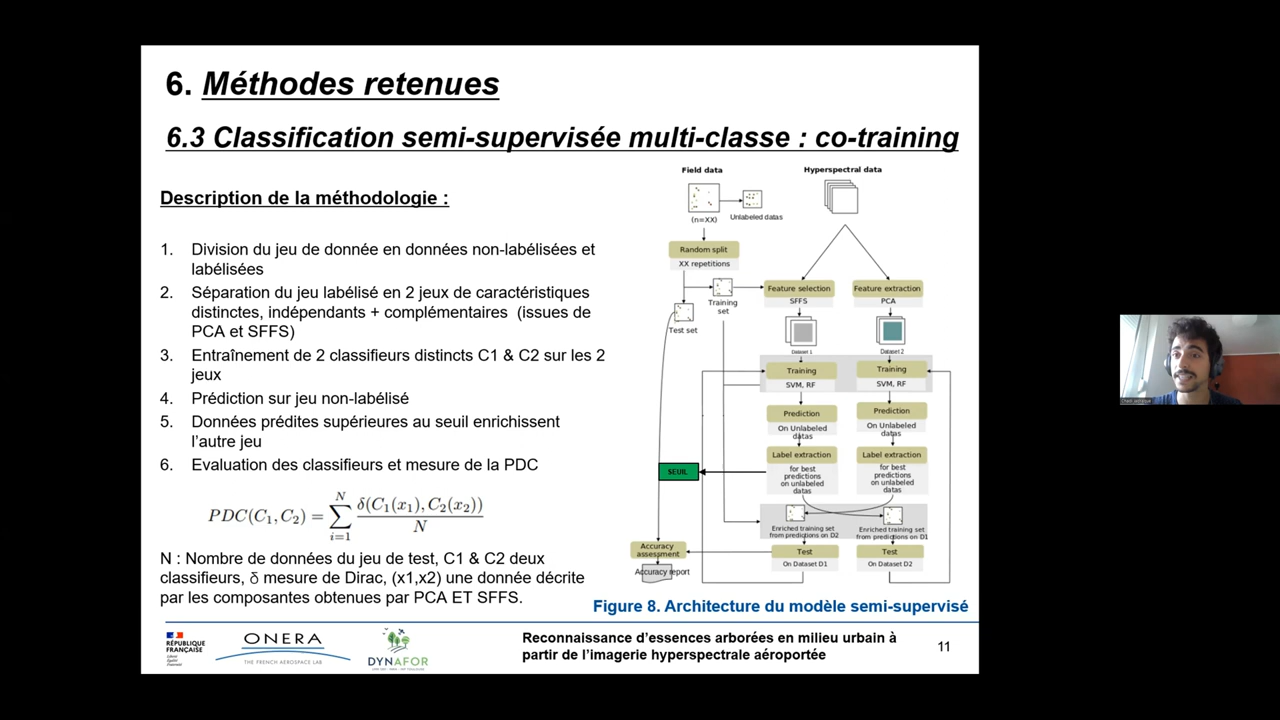 6. Méthodes retenues
6.3 Classification semi-supervisée multi-classe : co-training
Description de la méthodologie :
1. Division du jeu de donnée en données non-labélisées et
labélisées
2. Séparation du jeu labélisé en 2 jeux de caractéristiques
distinctes, indépendants + complémentaires (issues de
PCA et SFFS)
3. Entraînement de 2 classifieurs distincts C1 & C2 sur les 2
jeux
4. Prédiction sur jeu non-labélisé
5. Données prédites supérieures au seuil enrichissent
l'autre jeu
6. Evaluation des classifieurs et mesure de la PDC
PDC(C₁, C₂) = ∑ᵢ₌₁ᴺ δ(C₁(x₁), C₂(x₂)) / N
N : Nombre de données du jeu de test, C1 & C2 deux
classifieurs, δ mesure de Dirac, (x1,x2) une donnée décrite
par les composantes obtenues par PCA ET SFFS.
Field data
Hyperspectral data
(n=XX)
Unlabeled datas
Random split
XX repetitions
Training
set
Test set
Feature selection
SFFS
Feature extraction
PCA
Dataset 1
Dataset 2
Training
SVM, RF
Training
SVM, RF
Prediction
On Unlabeled
datas
Prediction
On Unlabeled
datas
Label extraction
for best
predictions
on unlabeled
datas
Label extraction
for best
predictions
on unlabeled
datas
SEUIL
Enriched training set
from predictions on D2
Enriched training set
from predictions on D1
Accuracy
assessment
Accuracy report
Test
On Dataset D1
Test
On Dataset D2
Figure 8. Architecture du modèle semi-supervisé
RÉPUBLIQUE
FRANÇAISE
Liberté
Égalité
Fraternité
ONERA
THE FRENCH AEROSPACE LAB
DYNAFOR
Reconnaissance d'essences arborées en milieu urbain à
partir de l'imagerie hyperspectrale aéroportée
11